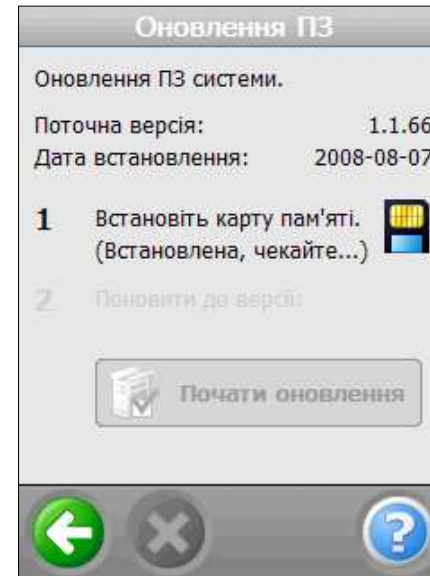 Оновлення ПЗ
Оновлення ПЗ системи.
Поточна версія: 1.1.66
Дата встановлення: 2008-08-07
1 Встановіть карту пам'яті.
(Встановлена, чекайте...)
2 Поновити до версії:
Почати оновлення
?